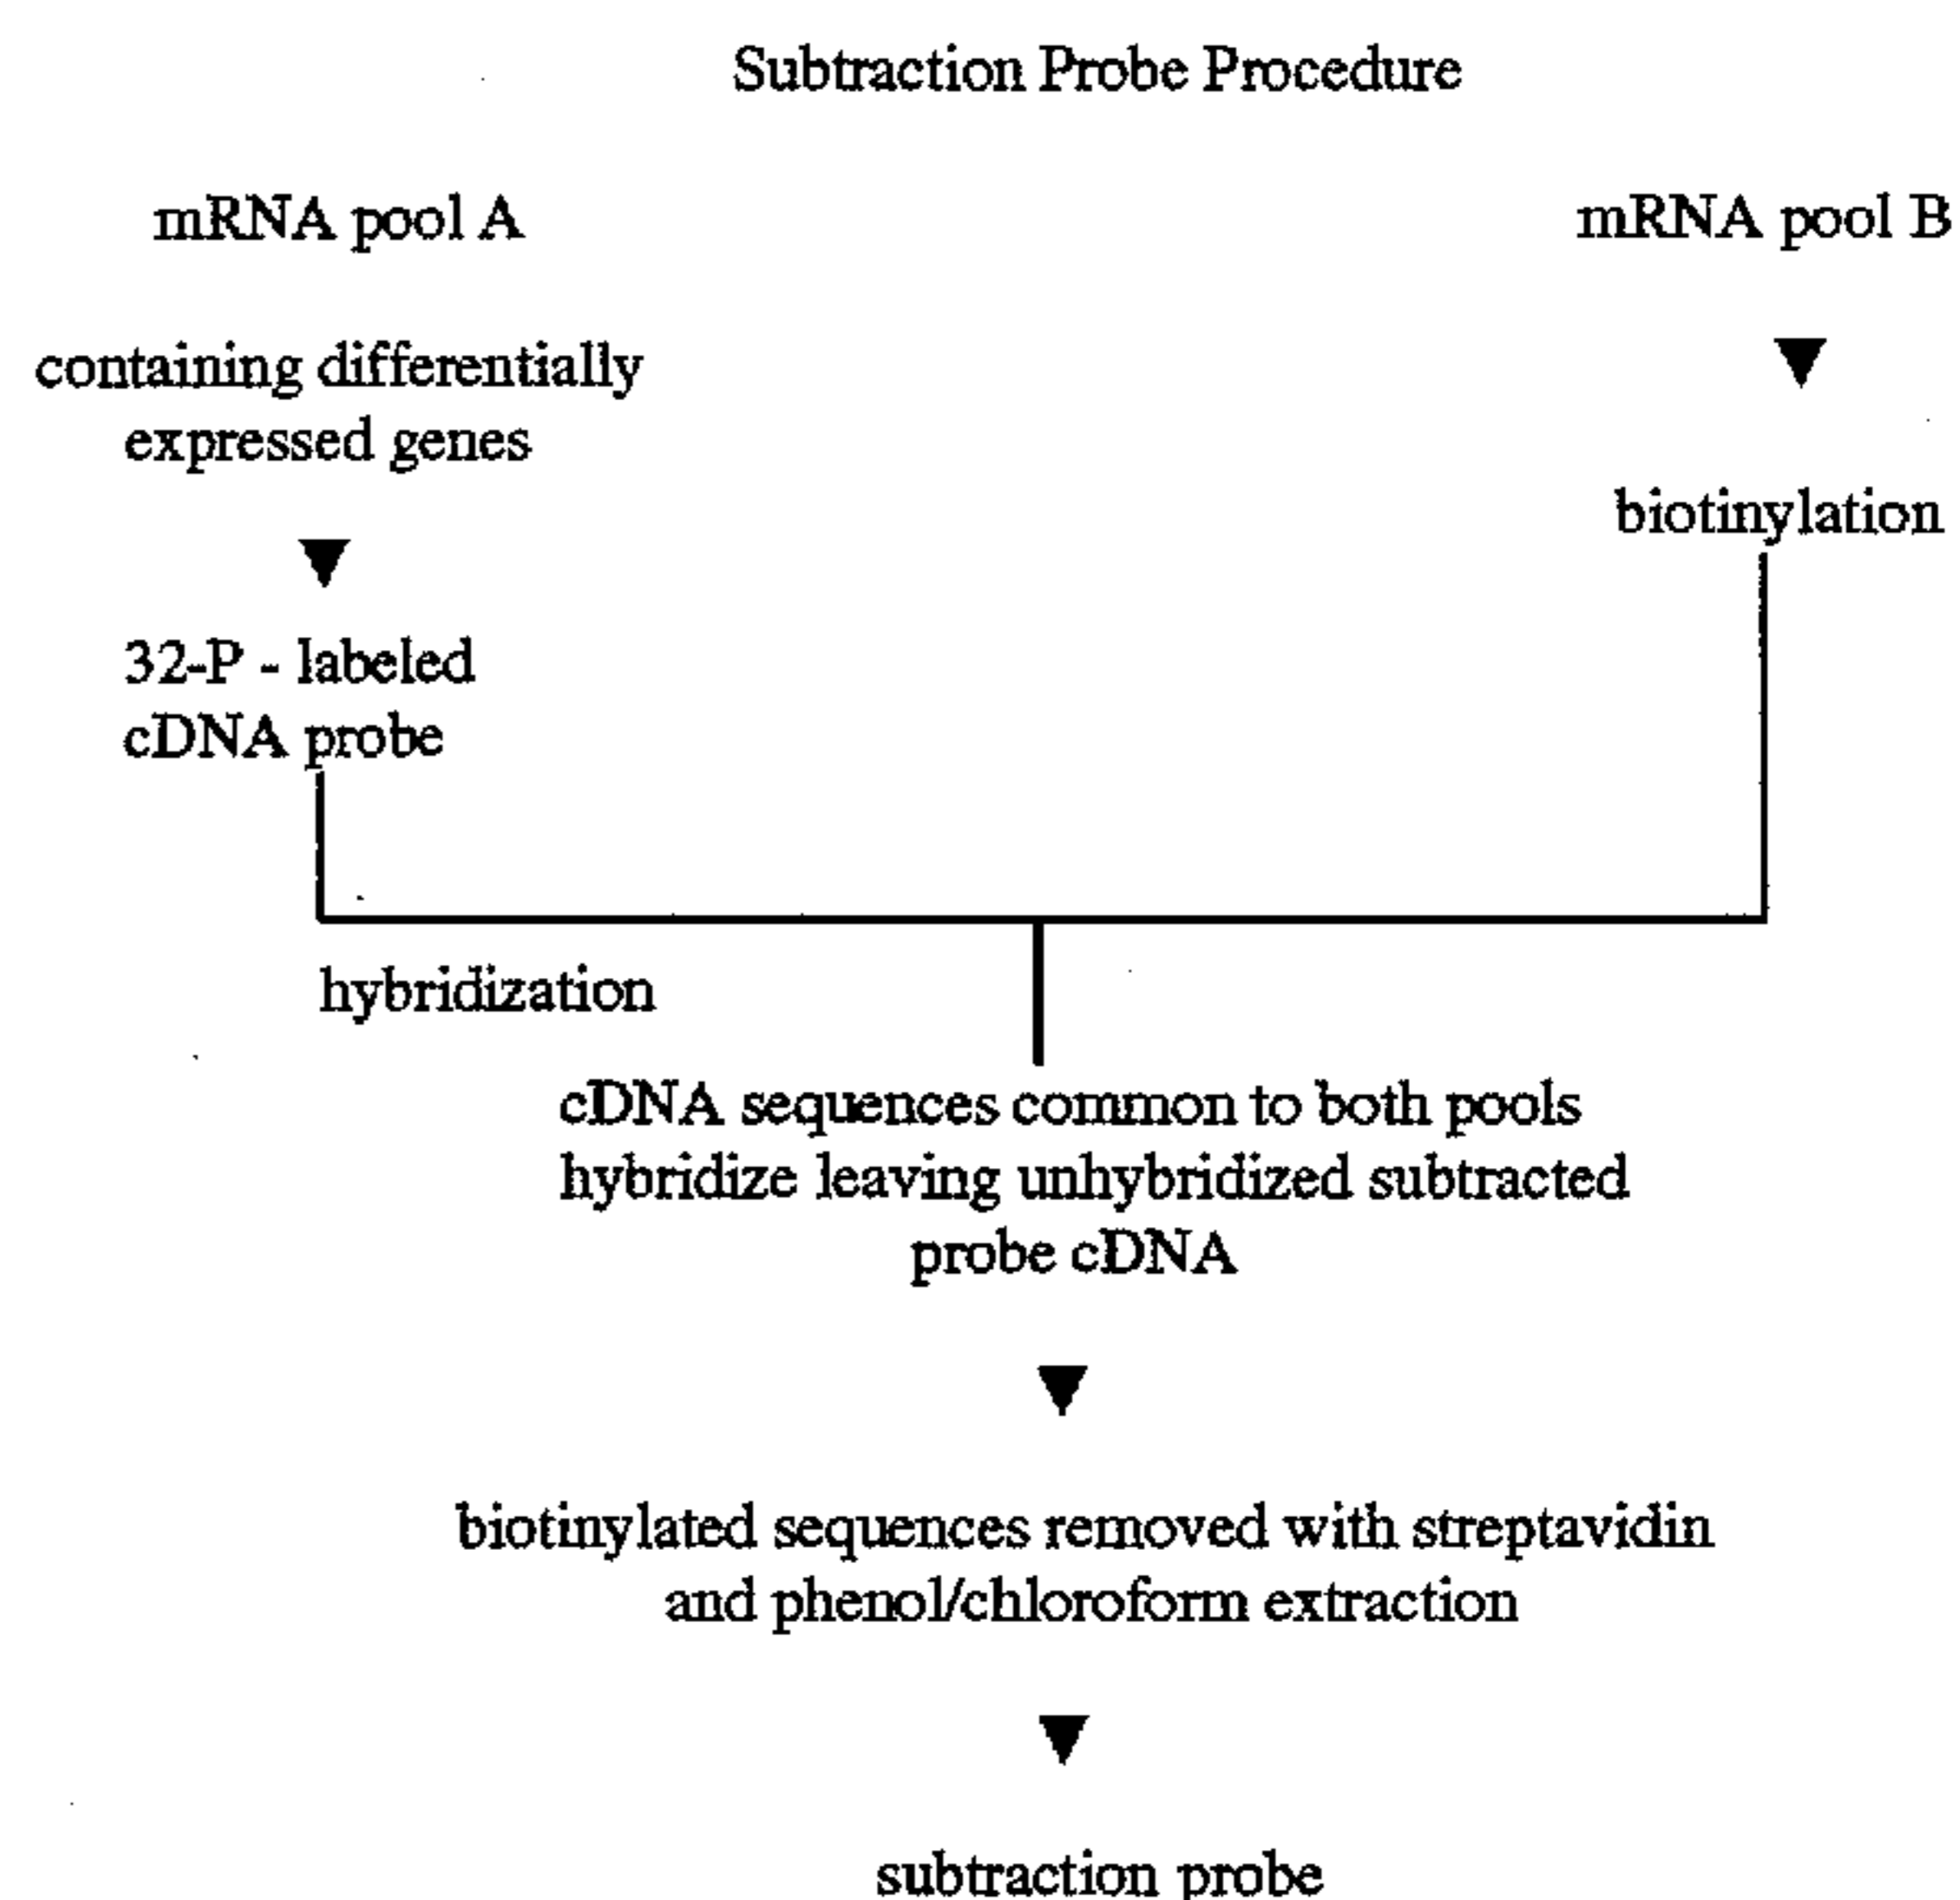 Subtraction Probe Procedure
mRNA pool A
mRNA pool B
containing differentially
expressed genes
biotinylation
32-P - labeled
cDNA probe
hybridization
cDNA sequences common to both pools
hybridize leaving unhybridized subtracted
probe cDNA
biotinylated sequences removed with streptavidin
and phenol/chloroform extraction
subtraction probe